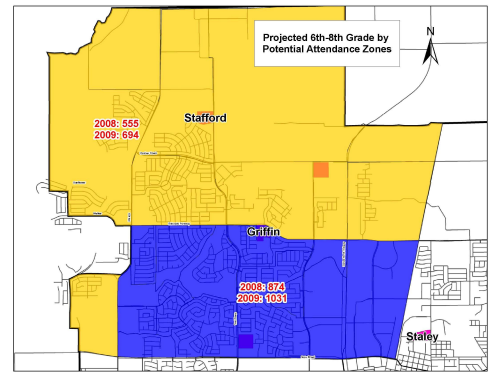 Projected 6th-8th Grade by
Potential Attendance Zones
N
Stafford
2008: 555
2009: 694
Griffin
2008: 874
2009: 1031
Staley